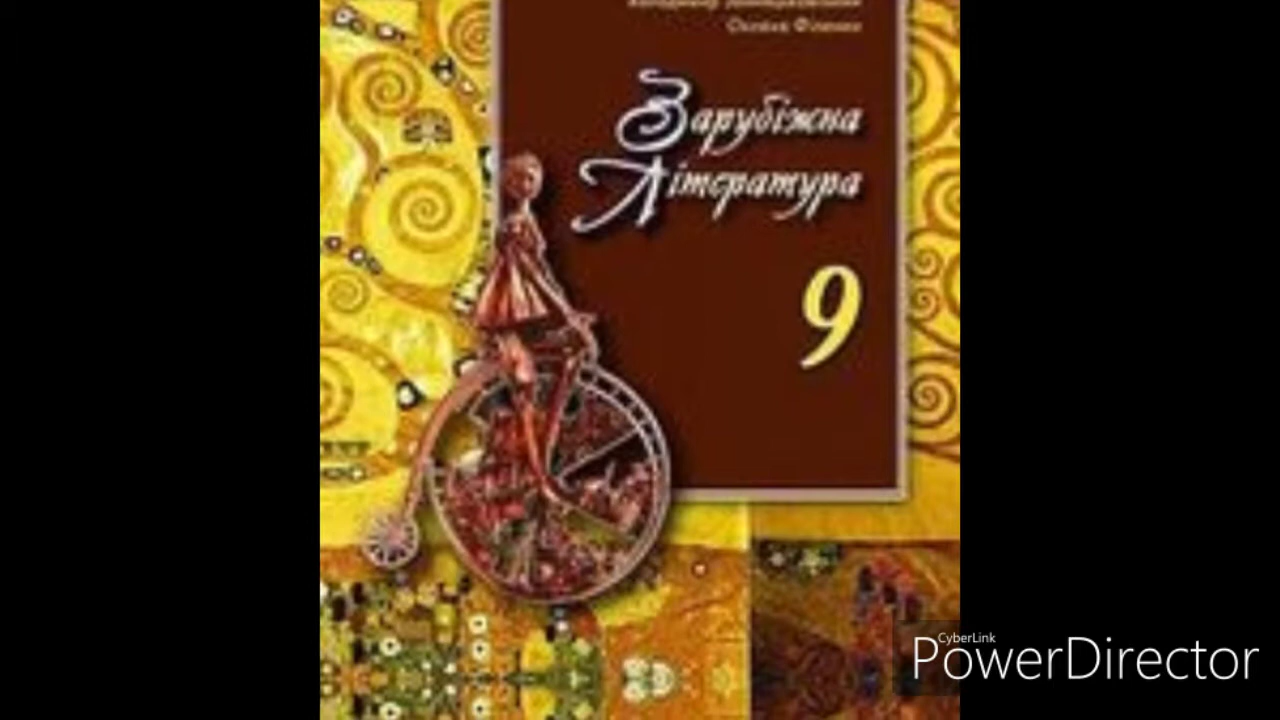 Зарубіжна
Література
9
CyberLink
PowerDirector